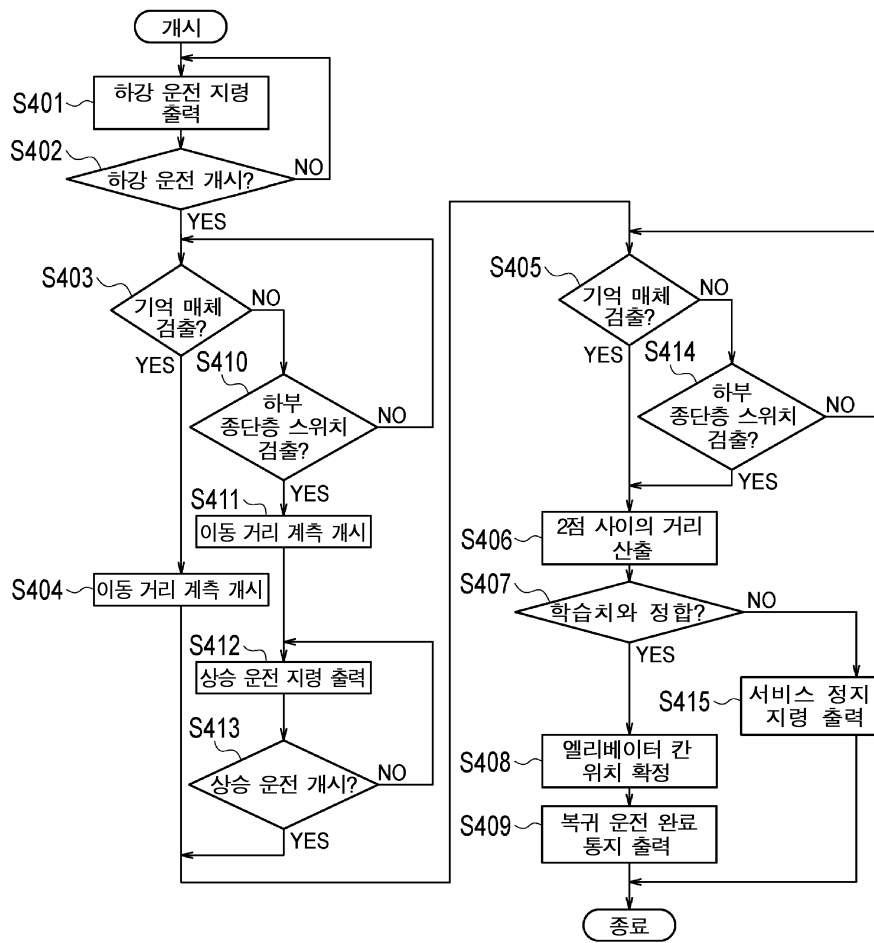 개시
S401
하강 운전 지령
출력
S402
하강 운전 개시?
NO
YES
S403
기억 매체
검출?
NO
YES
S410
하부
종단층 스위치
검출?
NO
YES
S411
이동 거리 계측 개시
S404
이동 거리 계측 개시
S412
상승 운전 지령 출력
S413
상승 운전 개시?
NO
YES
S405
기억 매체
검출?
NO
YES
S414
하부
종단층 스위치
검출?
NO
YES
S406
2점 사이의 거리
산출
S407
학습치와 정합?
NO
YES
S415
서비스 정지
지령 출력
S408
엘리베이터 칸
위치 확정
S409
복귀 운전 완료
통지 출력
종료